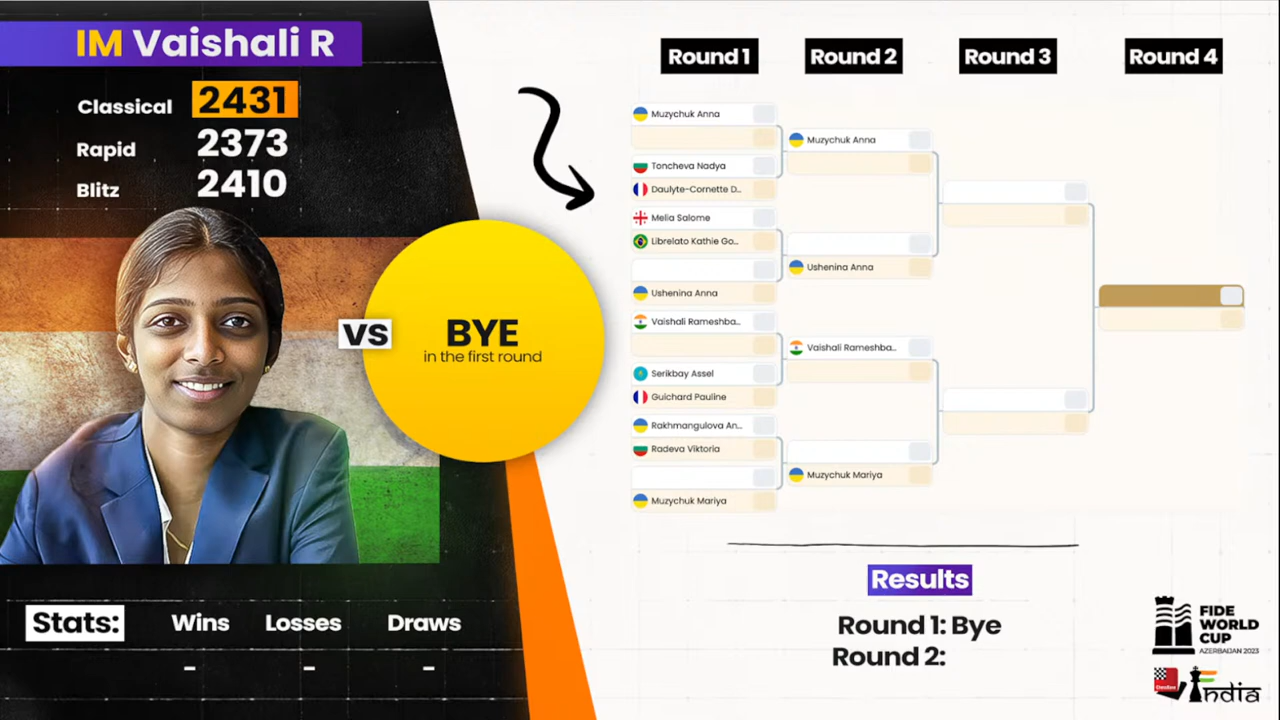 IM Vaishali R
Classical 2431
Rapid 2373
Blitz 2410
VS
BYE
in the first round
Stats: Wins Losses Draws
- - -
Round 1 Round 2 Round 3 Round 4
Muzychuk Anna
Toncheva Nadya
Daulyte-Cornette D...
Melia Salome
Librelato Kathie Go...
Ushenina Anna
Vaishali Rameshba...
Serikbay Assel
Guichard Pauline
Rakhmangulova An...
Radeva Viktoria
Muzychuk Mariya
Muzychuk Anna
Ushenina Anna
Vaishali Rameshba...
Muzychuk Mariya
Results
Round 1: Bye
Round 2:
FIDE
WORLD
CUP
AZERBAIJAN 2023
India